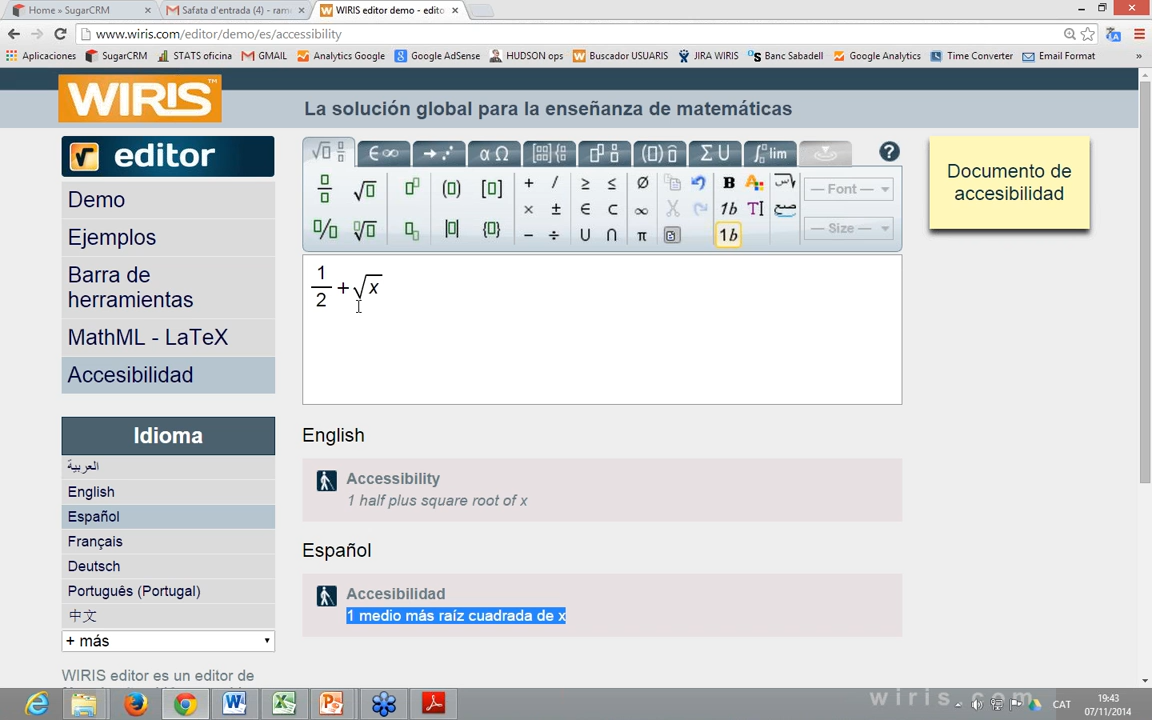 Home » SugarCRM
Safata d'entrada (4) - ram
WIRIS editor demo - edito
www.wiris.com/editor/demo/es/accessibility
Aplicaciones
SugarCRM
STATS oficina
GMAIL
Analytics Google
Google AdSense
HUDSON ops
Buscador USUARIS
JIRA WIRIS
Banc Sabadell
Google Analytics
Time Converter
Email Format
»
WIRIS™
La solución global para la enseñanza de matemáticas
editor
Demo
Ejemplos
Barra de
herramientas
MathML - LaTeX
Accesibilidad
Documento de
accesibilidad
— Font —
— Size —
1/2 + √x
English
Accessibility
1 half plus square root of x
Español
Accesibilidad
1 medio más raíz cuadrada de x
Idioma
العربية
English
Español
Français
Deutsch
Português (Portugal)
中文
+ más
WIRIS editor es un editor de
wiris.com
CAT
19:43
07/11/2014